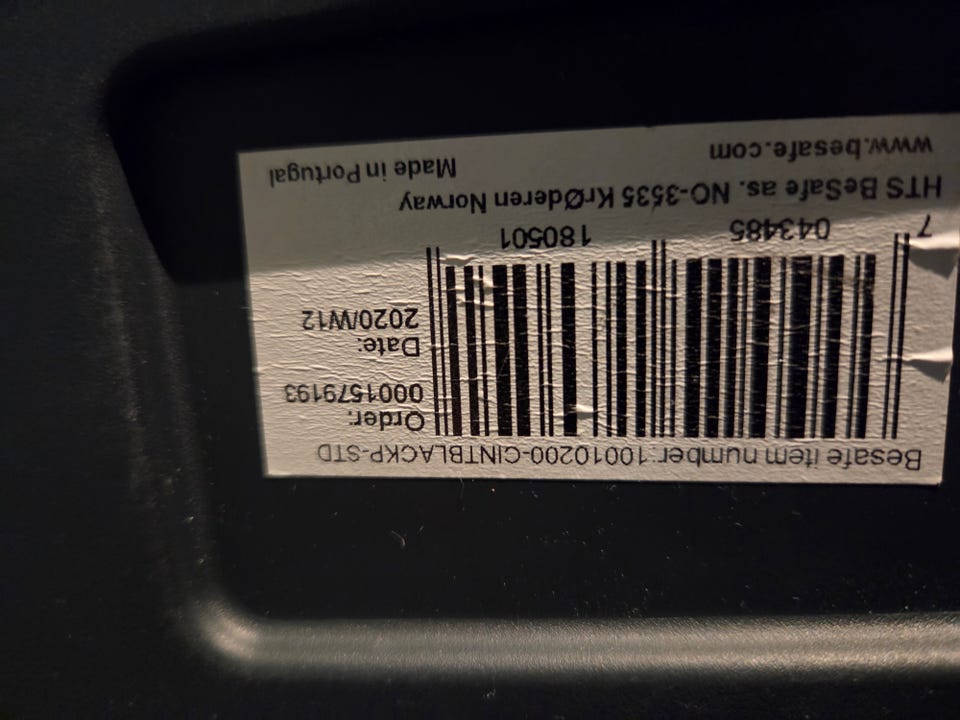 Besafe item number:10010200-CINTBLACKP-STD
Order:
0001579193
Date:
2020/W12
7 043485 180501
HTS BeSafe as. NO-3535 KrØderen Norway
www.besafe.com Made in Portugal